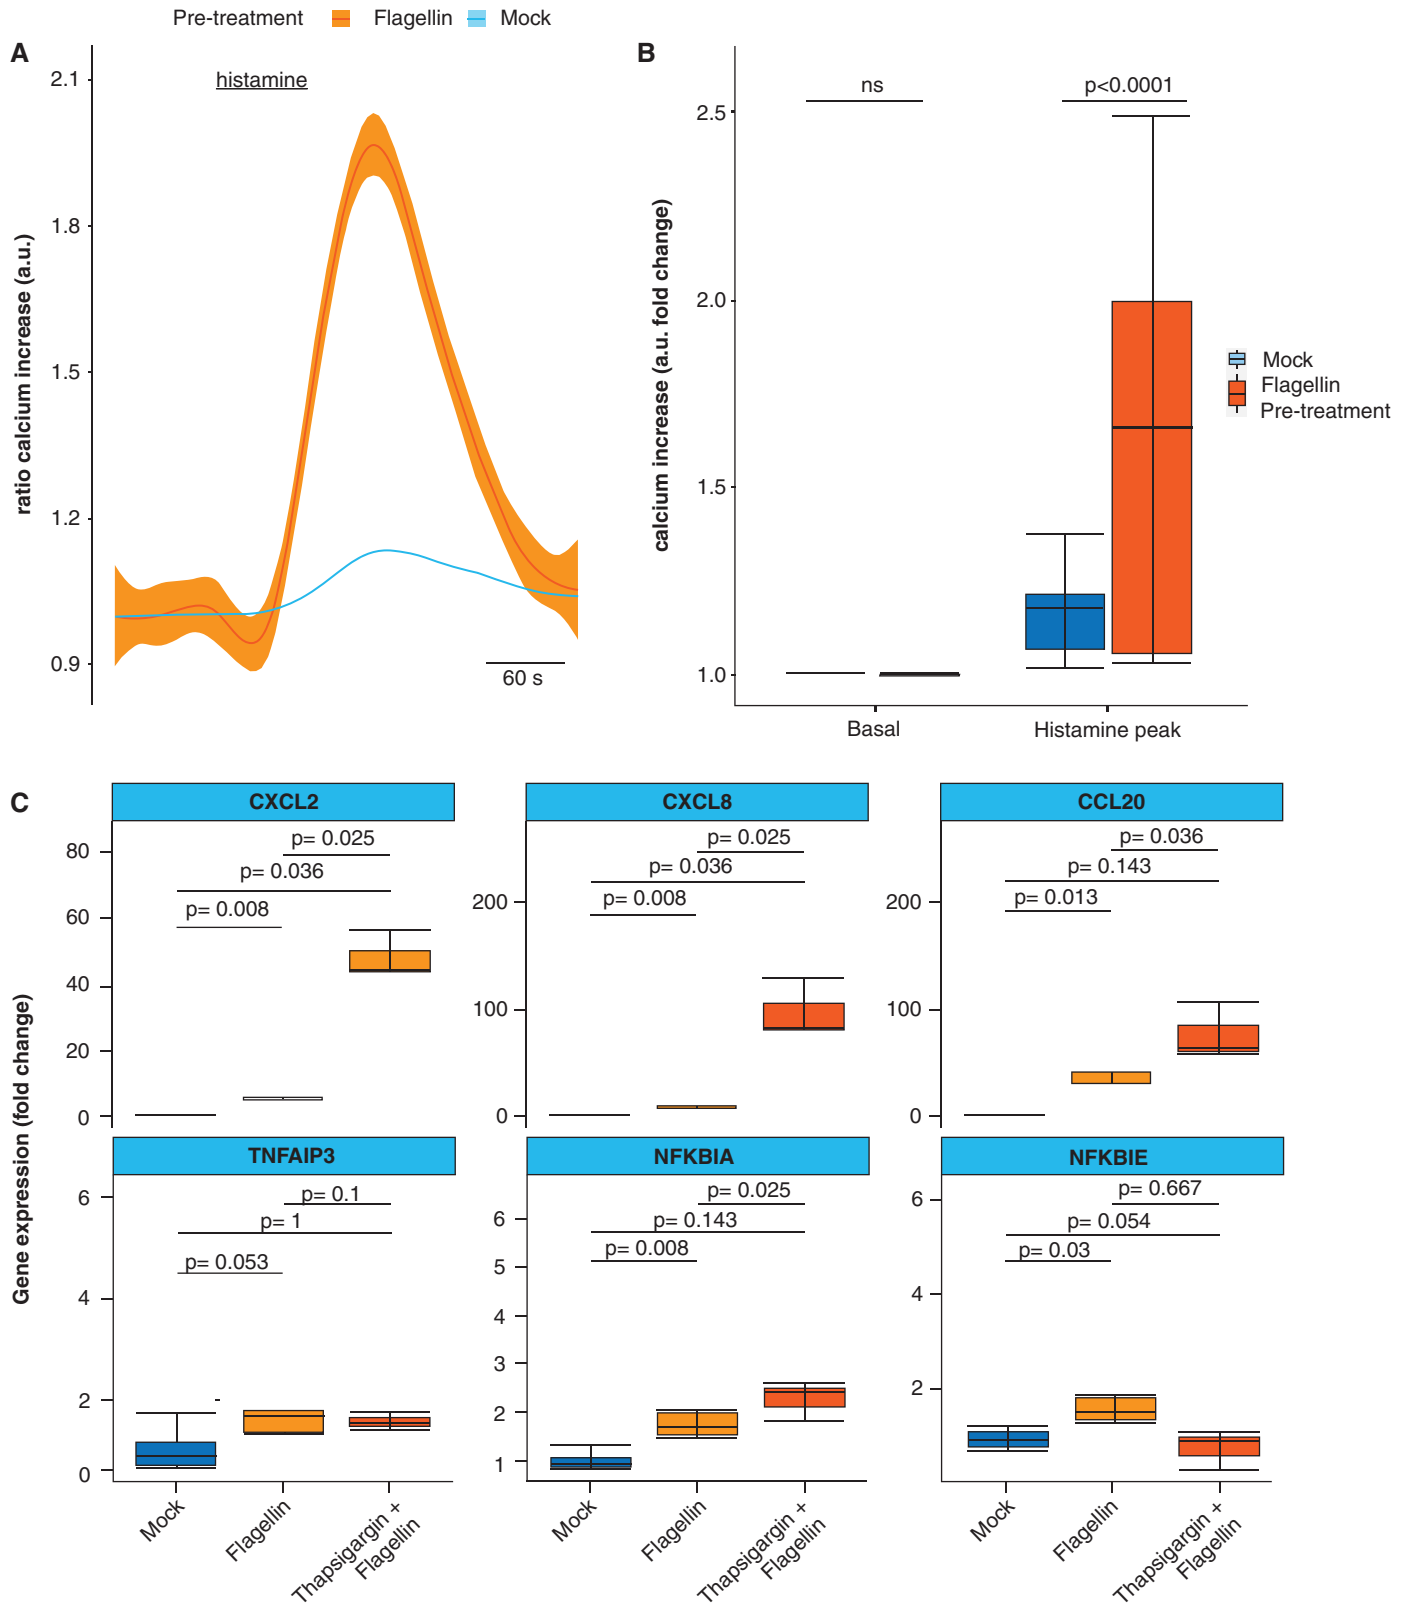 Pre-treatment Flagellin Mock
A
histamine
2.1
1.8
1.5
1.2
0.9
ratio calcium increase (a.u.)
60 s
B
ns
p<0.0001
2.5
2.0
1.5
1.0
calcium increase (a.u. fold change)
Basal Histamine peak
Mock
Flagellin
Pre-treatment
C
Gene expression (fold change)
CXCL2
p= 0.025
p= 0.036
p= 0.008
80
60
40
20
0
CXCL8
p= 0.025
p= 0.036
p= 0.008
200
100
0
CCL20
p= 0.036
p= 0.143
p= 0.013
200
100
0
TNFAIP3
p= 0.1
p= 1
p= 0.053
6
4
2
0
Mock
Flagellin
Thapsigargin +
Flagellin
NFKBIA
p= 0.025
p= 0.143
p= 0.008
6
5
4
3
2
1
Mock
Flagellin
Thapsigargin +
Flagellin
NFKBIE
p= 0.667
p= 0.054
p= 0.03
6
4
2
Mock
Flagellin
Thapsigargin +
Flagellin